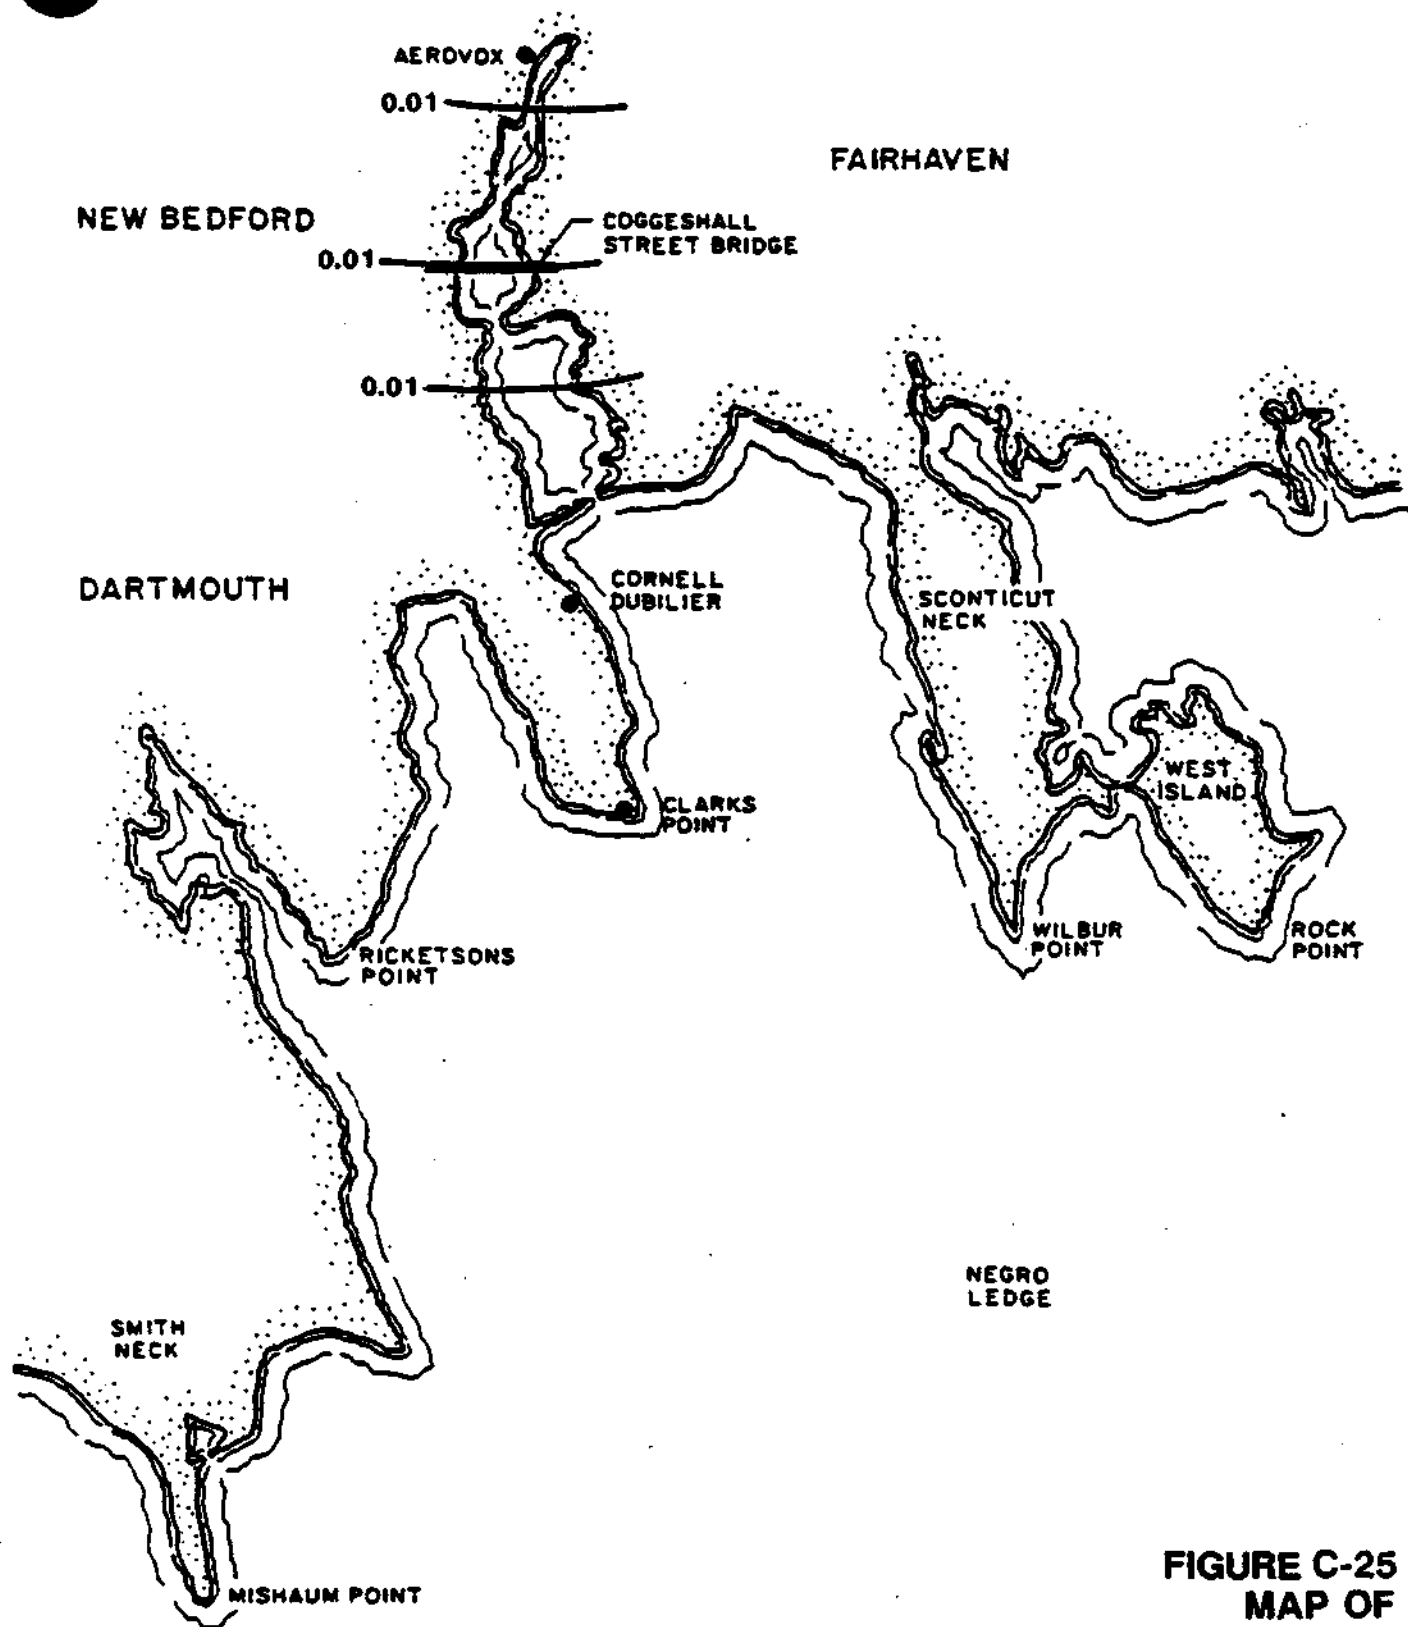 AEROVOX
0.01
FAIRHAVEN
NEW BEDFORD
COGGESHALL
STREET BRIDGE
0.01
0.01
DARTMOUTH
CORNELL
DUBILIER
SCONTICUT
NECK
WEST
ISLAND
CLARKS
POINT
WILBUR
POINT
ROCK
POINT
RICKETSONS
POINT
NEGRO
LEDGE
SMITH
NECK
MISHAUM POINT
FIGURE C-25
MAP OF